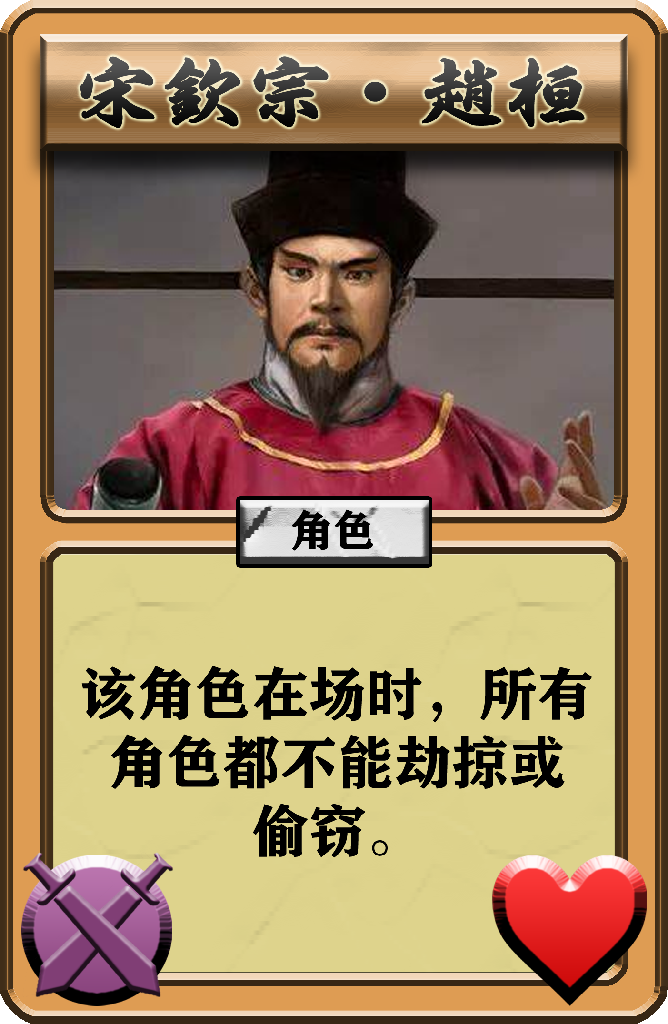 宋欽宗·趙桓
角色
该角色在场时，所有
角色都不能劫掠或
偷窃。